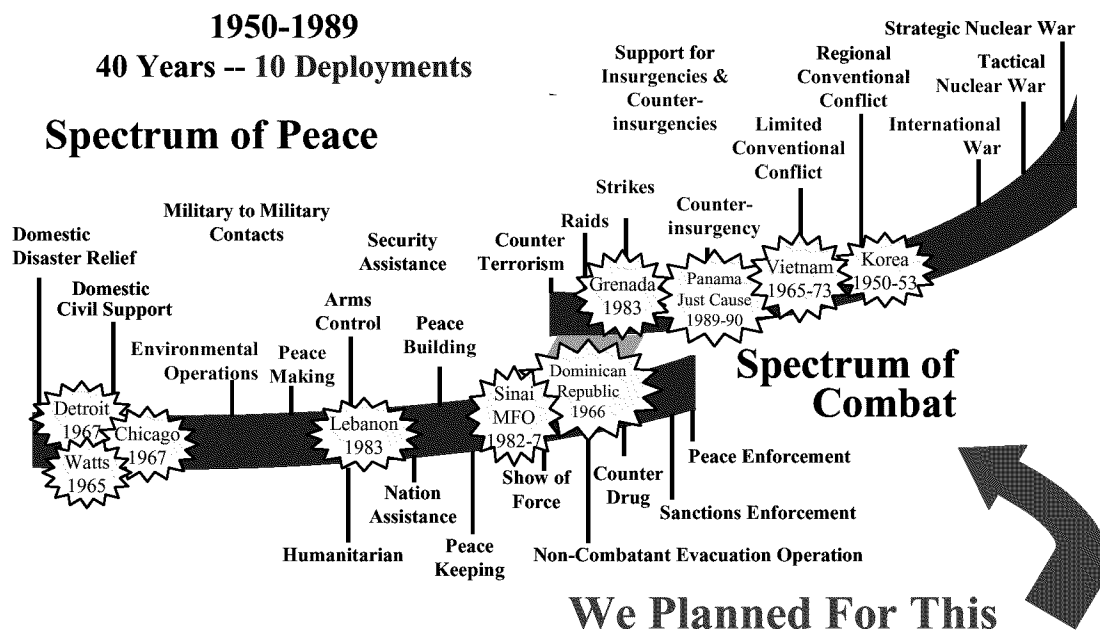 1950-1989
40 Years -- 10 Deployments
Spectrum of Peace
Strategic Nuclear War
Tactical
Nuclear War
Regional
Conventional
Conflict
Support for
Insurgencies &
Counter-
insurgencies
International
War
Limited
Conventional
Conflict
Strikes
Counter-
insurgency
Raids
Counter
Terrorism
Military to Military
Contacts
Security
Assistance
Domestic
Disaster Relief
Domestic
Civil Support
Arms
Control
Peace
Building
Environmental
Operations
Peace
Making
Grenada
1983
Panama
Just Cause
1989-90
Vietnam
1965-73
Korea
1950-53
Detroit
1967
Chicago
1967
Watts
1965
Lebanon
1983
Sinai
MFO
1982-7
Dominican
Republic
1966
Spectrum of
Combat
Peace Enforcement
Show of
Force
Counter
Drug
Nation
Assistance
Sanctions Enforcement
Humanitarian
Peace
Keeping
Non-Combatant Evacuation Operation
We Planned For This